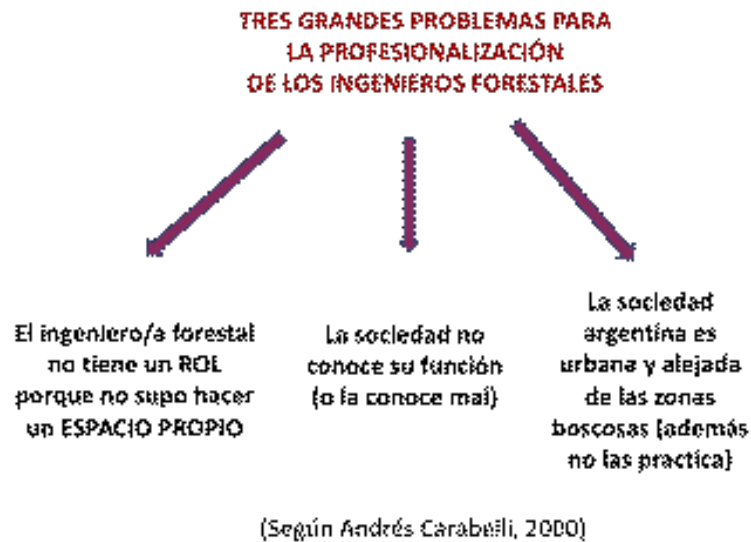 TRES GRANDES PROBLEMAS PARA
LA PROFESIONALIZACIÓN
DE LOS INGENIEROS FORESTALES
El ingeniero/a forestal
no tiene un ROL
porque no supo hacer
un ESPACIO PROPIO
La sociedad no
conoce su función
(o la conoce mal)
La sociedad
argentina es
urbana y alejada
de las zonas
boscosas (además
no las practica)
(Según Andrés Carabelli, 2000)